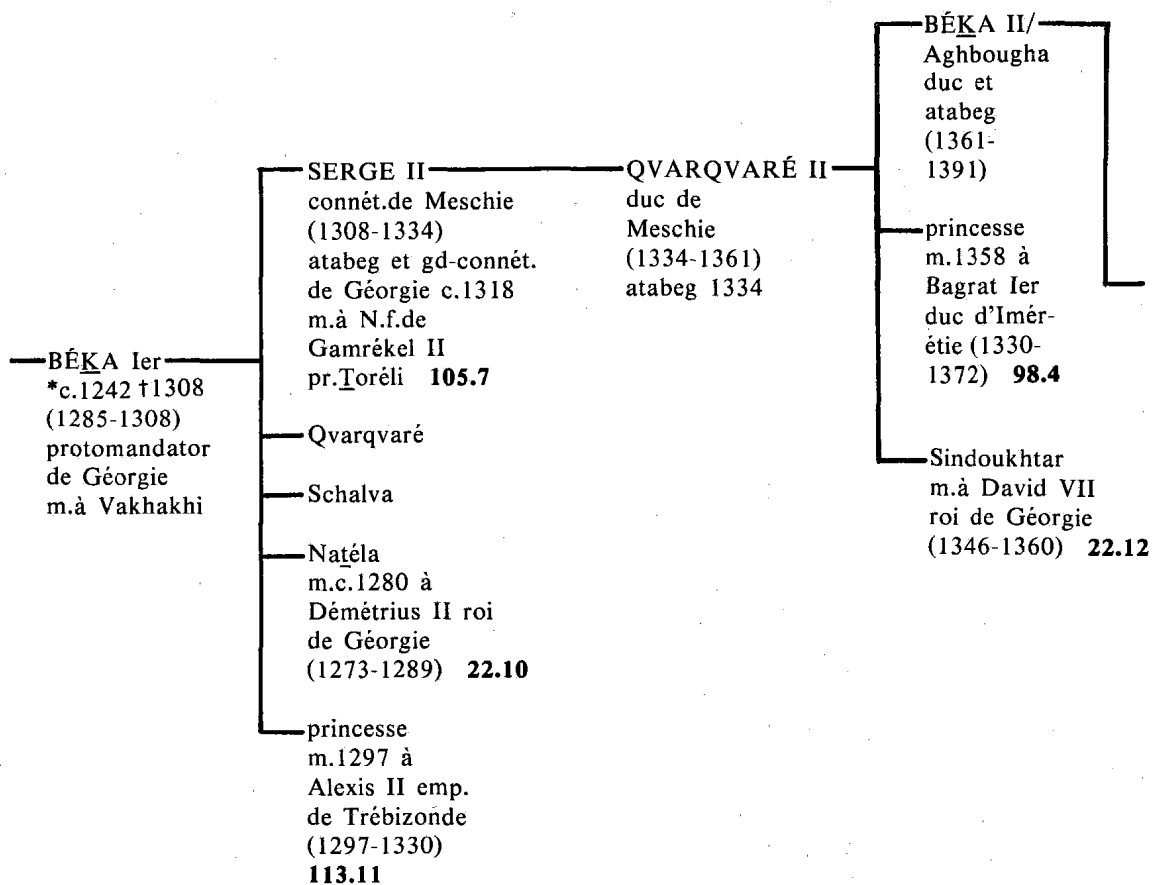 BÉKA Ier
*c.1242 †1308
(1285-1308)
protomandator
de Géorgie
m.à Vakhakhi
SERGE II
connét.de Meschie
(1308-1334)
atabeg et gd-connét.
de Géorgie c.1318
m.à N.f.de
Gamrékel II
pr.Toréli 105.7
Qvarqvaré
Schalva
Natéla
m.c.1280 à
Démétrius II roi
de Géorgie
(1273-1289) 22.10
princesse
m.1297 à
Alexis II emp.
de Trébizonde
(1297-1330)
113.11
QVARQVARÉ II
duc de
Meschie
(1334-1361)
atabeg 1334
BÉKA II/
Aghbougha
duc et
atabeg
(1361-
1391)
princesse
m.1358 à
Bagrat Ier
duc d'Imér-
étie (1330-
1372) 98.4
Sindoukhtar
m.à David VII
roi de Géorgie
(1346-1360) 22.12